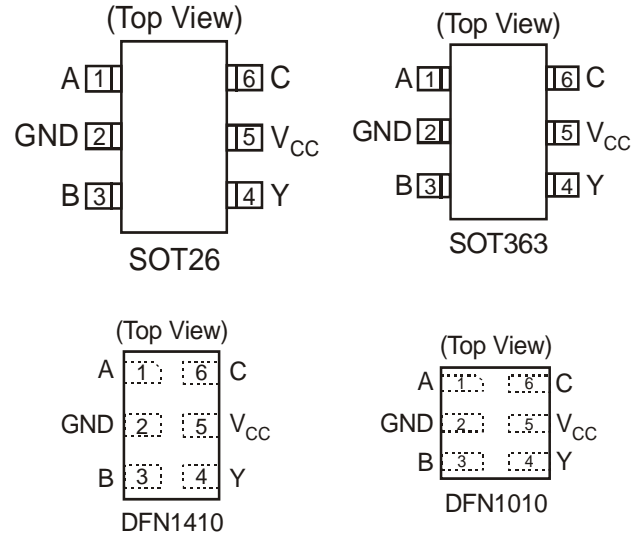 (Top View)
A 1 6 C
GND 2 5 VCC
B 3 4 Y
SOT26
(Top View)
A 1 6 C
GND 2 5 VCC
B 3 4 Y
SOT363
(Top View)
A 1 6 C
GND 2 5 VCC
B 3 4 Y
DFN1410
(Top View)
A 1 6 C
GND 2 5 VCC
B 3 4 Y
DFN1010